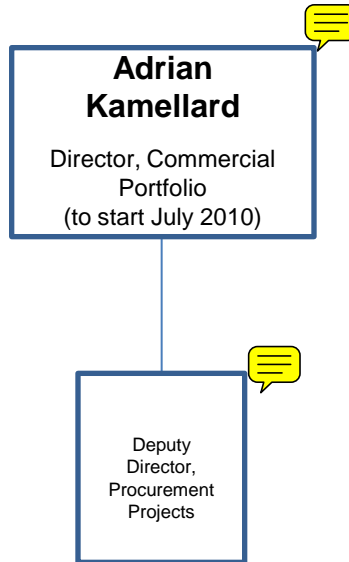 Adrian
Kamellard
Director, Commercial
Portfolio
(to start July 2010)
Deputy
Director,
Procurement
Projects